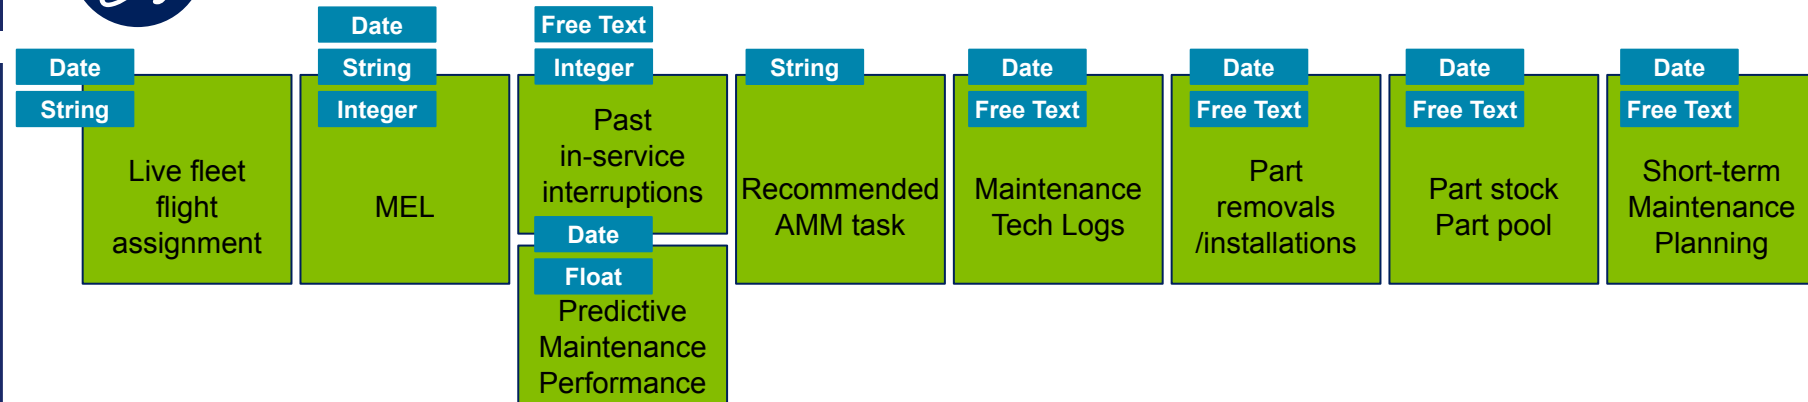 Date
String
Live fleet
flight
assignment
Date
String
Integer
MEL
Free Text
Integer
Past
in-service
interruptions
Date
Float
Predictive
Maintenance
Performance
String
Recommended
AMM task
Date
Free Text
Maintenance
Tech Logs
Date
Free Text
Part
removals
/installations
Date
Free Text
Part stock
Part pool
Date
Free Text
Short-term
Maintenance
Planning